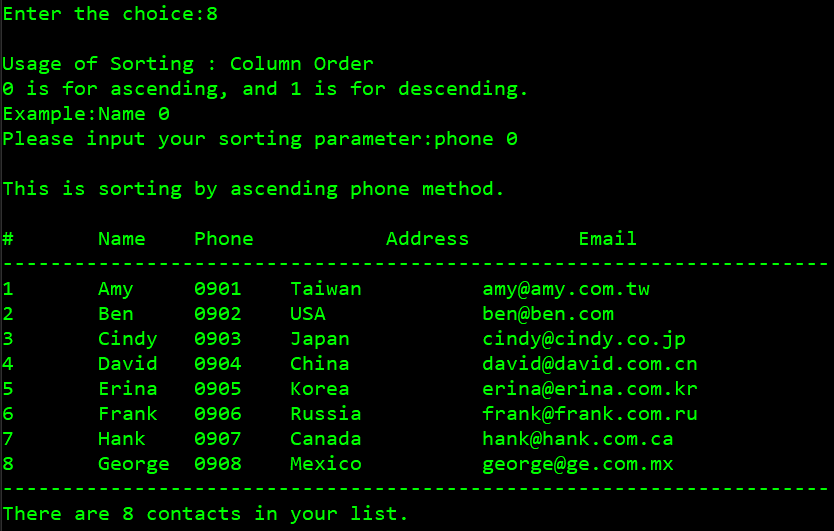 Enter the choice:8
Usage of Sorting : Column Order
0 is for ascending, and 1 is for descending.
Example:Name 0
Please input your sorting parameter:phone 0
This is sorting by ascending phone method.
# Name Phone Address Email
---------------------------------------------------------------------
1 Amy 0901 Taiwan amy@amy.com.tw
2 Ben 0902 USA ben@ben.com
3 Cindy 0903 Japan cindy@cindy.co.jp
4 David 0904 China david@david.com.cn
5 Erina 0905 Korea erina@erina.com.kr
6 Frank 0906 Russia frank@frank.com.ru
7 Hank 0907 Canada hank@hank.com.ca
8 George 0908 Mexico george@ge.com.mx
---------------------------------------------------------------------
There are 8 contacts in your list.